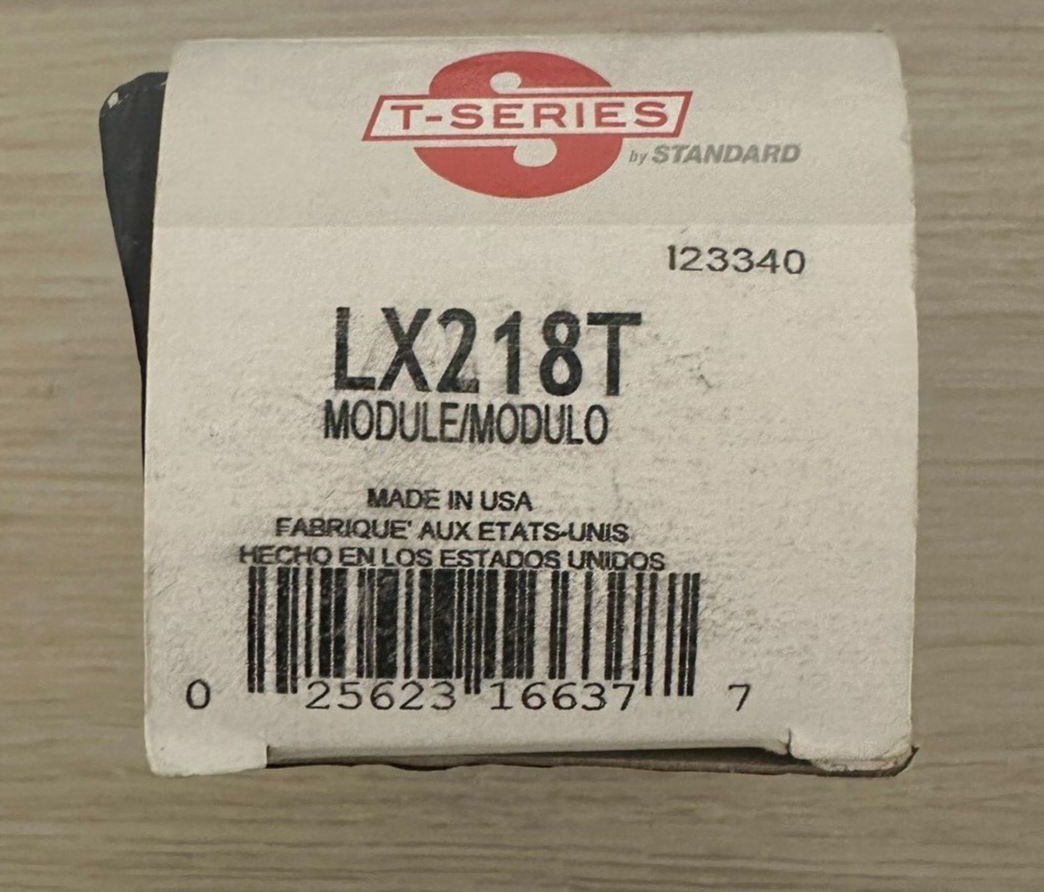 T-SERIES
by STANDARD
123340
LX218T
MODULE/MODULO
MADE IN USA
FABRIQUE' AUX ETATS-UNIS
HECHO EN LOS ESTADOS UNIDOS
0 25623 16637 7